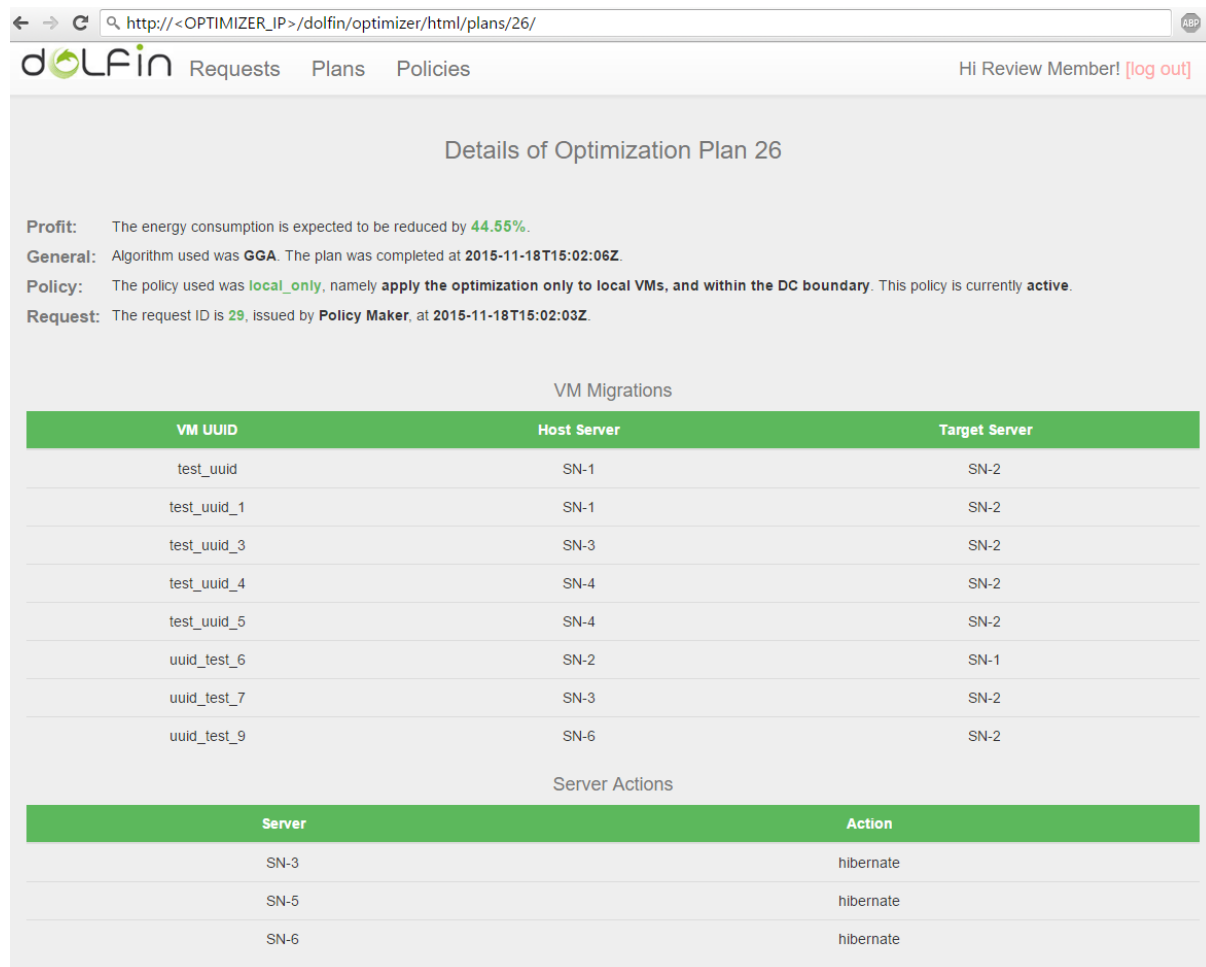 http://<OPTIMIZER_IP>/dolfin/optimizer/html/plans/26/
ABP
dolfin Requests Plans Policies Hi Review Member! [log out]
Details of Optimization Plan 26
Profit: The energy consumption is expected to be reduced by 44.55%.
General: Algorithm used was GGA. The plan was completed at 2015-11-18T15:02:06Z.
Policy: The policy used was local_only, namely apply the optimization only to local VMs, and within the DC boundary. This policy is currently active.
Request: The request ID is 29, issued by Policy Maker, at 2015-11-18T15:02:03Z.
VM Migrations
VM UUID Host Server Target Server
test_uuid SN-1 SN-2
test_uuid_1 SN-1 SN-2
test_uuid_3 SN-3 SN-2
test_uuid_4 SN-4 SN-2
test_uuid_5 SN-4 SN-2
uuid_test_6 SN-2 SN-1
uuid_test_7 SN-3 SN-2
uuid_test_9 SN-6 SN-2
Server Actions
Server Action
SN-3 hibernate
SN-5 hibernate
SN-6 hibernate